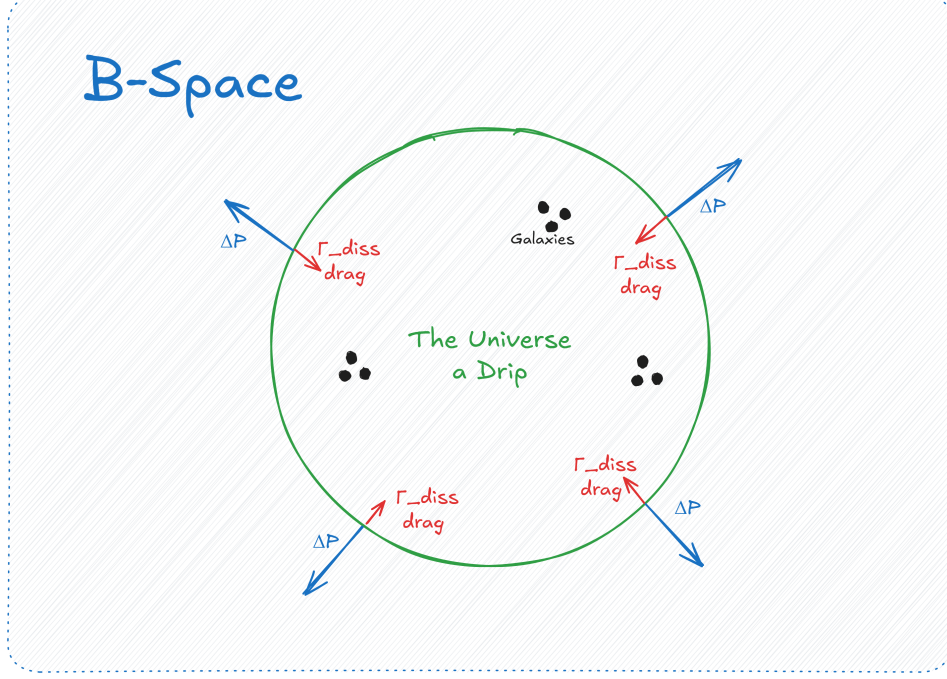 B-Space
ΔP
Γ_diss
drag
Galaxies
ΔP
Γ_diss
drag
The Universe
a Drip
Γ_diss
drag
ΔP
Γ_diss
drag
ΔP